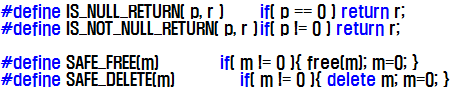 #define IS_NULL_RETURN( p, r ) if( p == 0 ) return r;
#define IS_NOT_NULL_RETURN( p, r ) if( p != 0 ) return r;
#define SAFE_FREE(m) if( m != 0 ){ free(m); m=0; }
#define SAFE_DELETE(m) if( m != 0 ){ delete m; m=0; }